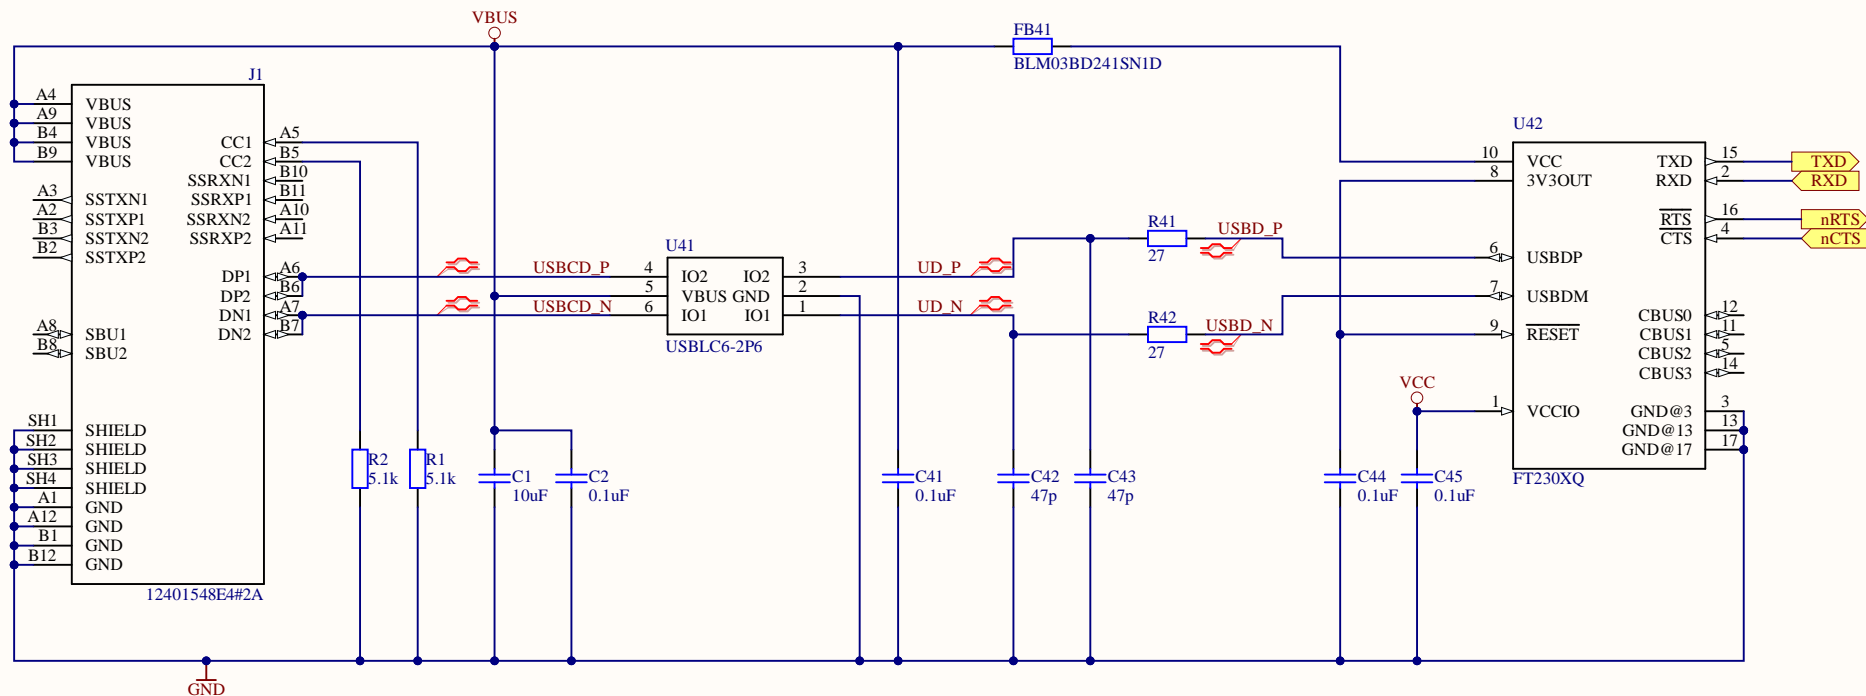 VBUS
FB41
BLM03BD241SN1D
J1
A4 VBUS
A9 VBUS
B4 VBUS
B9 VBUS
A3 SSTXN1
A2 SSTXP1
B3 SSTXN2
B2 SSTXP2
A8 SBU1
B8 SBU2
SH1 SHIELD
SH2 SHIELD
SH3 SHIELD
SH4 SHIELD
A1 GND
A12 GND
B1 GND
B12 GND
CC1 A5
CC2 B5
SSRXN1 B10
SSRXP1 B11
SSRXN2 A10
SSRXP2 A11
DP1 A6
DP2 B6
DN1 A7
DN2 B7
12401548E4#2A
GND
R2
5.1k
R1
5.1k
C1
10uF
C2
0.1uF
USBCD_P
USBCD_N
U41
4 IO2 IO2 3
5 VBUS GND 2
6 IO1 IO1 1
USBLC6-2P6
UD_P
UD_N
C41
0.1uF
C42
47p
C43
47p
R41
27
USBD_P
R42
27
USBD_N
C44
0.1uF
VCC
C45
0.1uF
U42
10 VCC TXD 15 TXD
8 3V3OUT RXD 2 RXD
RTS 16 nRTS
CTS 4 nCTS
6 USBDP
7 USBDM
CBUS0 12
9 RESET CBUS1 11
CBUS2 5
CBUS3 14
1 VCCIO GND@3 3
GND@13 13
GND@17 17
FT230XQ